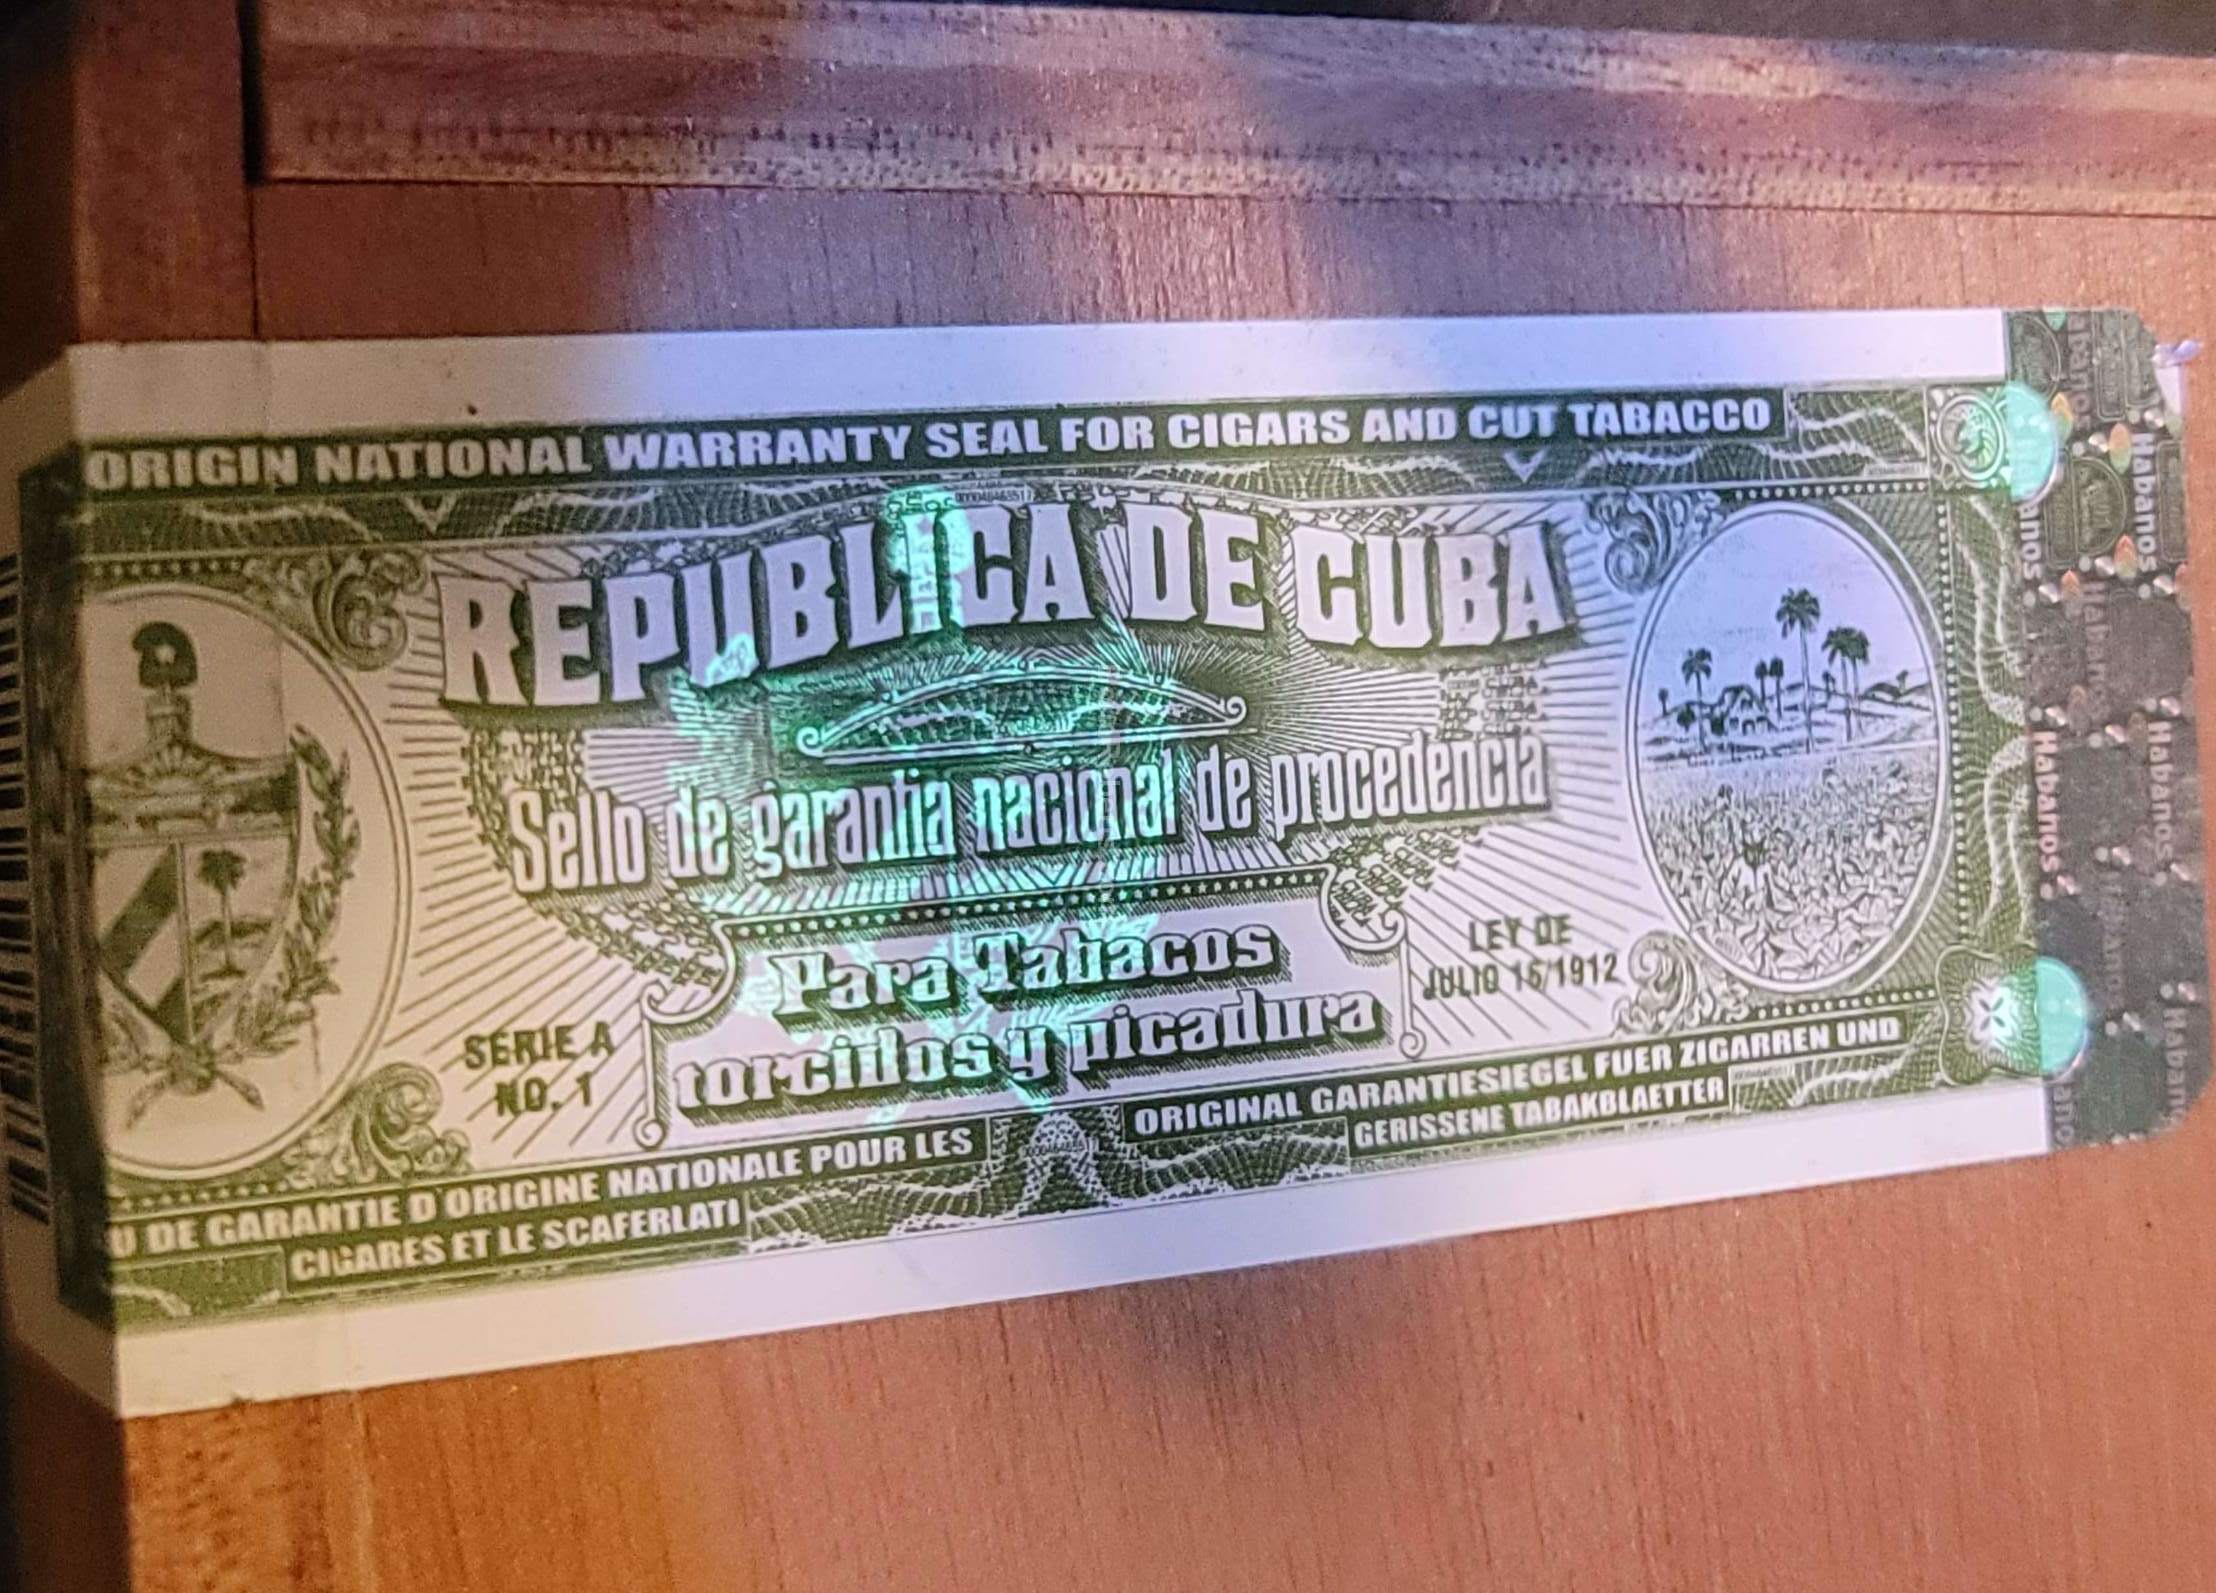 ORIGIN NATIONAL WARRANTY SEAL FOR CIGARS AND CUT TABACCO
REPUBLICA DE CUBA
Sello de garantia nacional de procedencia
Para Tabacos
torcidos y picadura
LEY DE
JULIO 16/1912
SERIE A
NO. 1
DE GARANTIE D'ORIGINE NATIONALE POUR LES
CIGARES ET LE SCAFERLATI
ORIGINAL GARANTIESIEGEL FUER ZIGARREN UND
GERISSENE TABAKBLAETTER
Habanos
Habanos
Habanos
Habanos